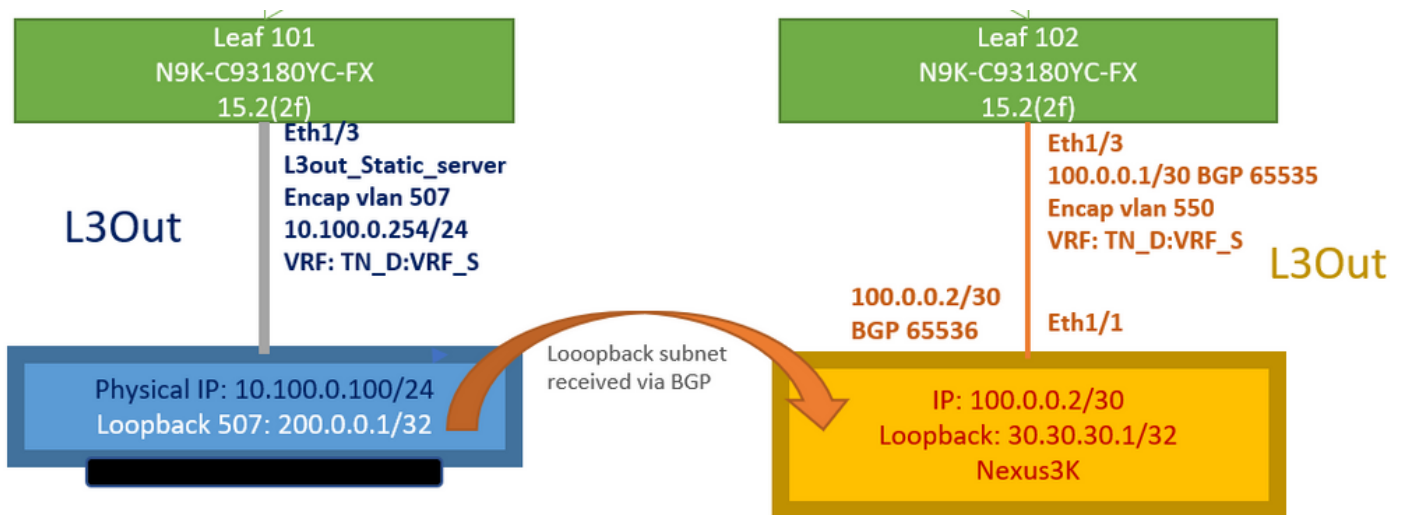 Leaf 101
N9K-C93180YC-FX
15.2(2f)
Leaf 102
N9K-C93180YC-FX
15.2(2f)
Eth1/3
L3out_Static_server
Encap vlan 507
10.100.0.254/24
VRF: TN_D:VRF_S
L3Out
Eth1/3
100.0.0.1/30 BGP 65535
Encap vlan 550
VRF: TN_D:VRF_S
L3Out
100.0.0.2/30
BGP 65536
Eth1/1
Looopback subnet
received via BGP
Physical IP: 10.100.0.100/24
Loopback 507: 200.0.0.1/32
IP: 100.0.0.2/30
Loopback: 30.30.30.1/32
Nexus3K